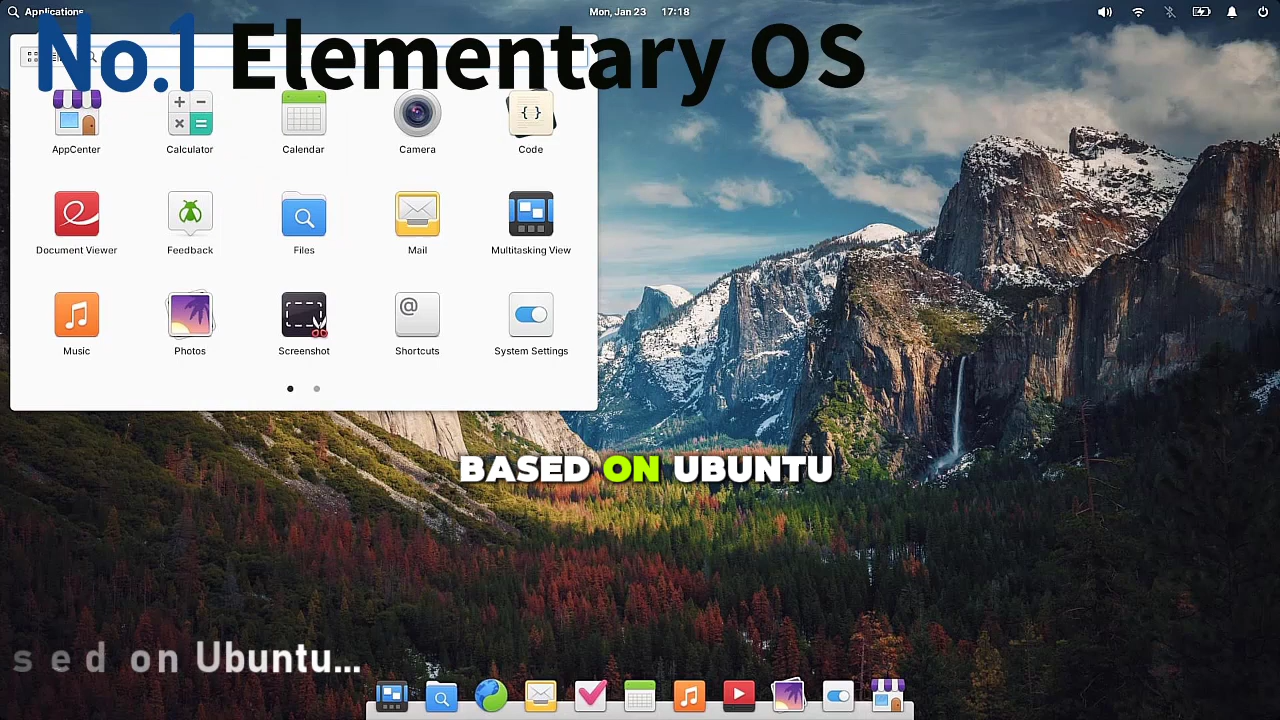 Applications
Mon, Jan 23 17:18
No.1 Elementary OS
AppCenter
Calculator
Calendar
Camera
Code
Document Viewer
Feedback
Files
Mail
Multitasking View
Music
Photos
Screenshot
@
Shortcuts
System Settings
BASED ON UBUNTU
sed on Ubuntu...